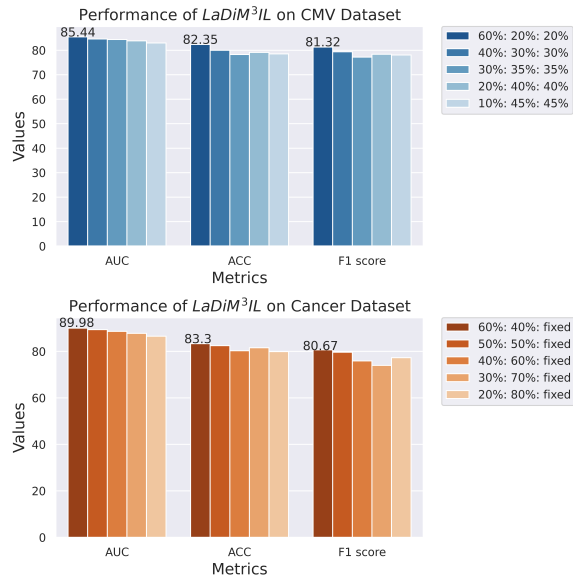 Performance of LaDiM³IL on CMV Dataset
85.44
82.35
81.32
80
70
60
50
40
30
20
10
0
Values
AUC
ACC
F1 score
Metrics
60%: 20%: 20%
40%: 30%: 30%
30%: 35%: 35%
20%: 40%: 40%
10%: 45%: 45%
Performance of LaDiM³IL on Cancer Dataset
89.98
83.3
80.67
80
60
40
20
0
Values
AUC
ACC
F1 score
Metrics
60%: 40%: fixed
50%: 50%: fixed
40%: 60%: fixed
30%: 70%: fixed
20%: 80%: fixed